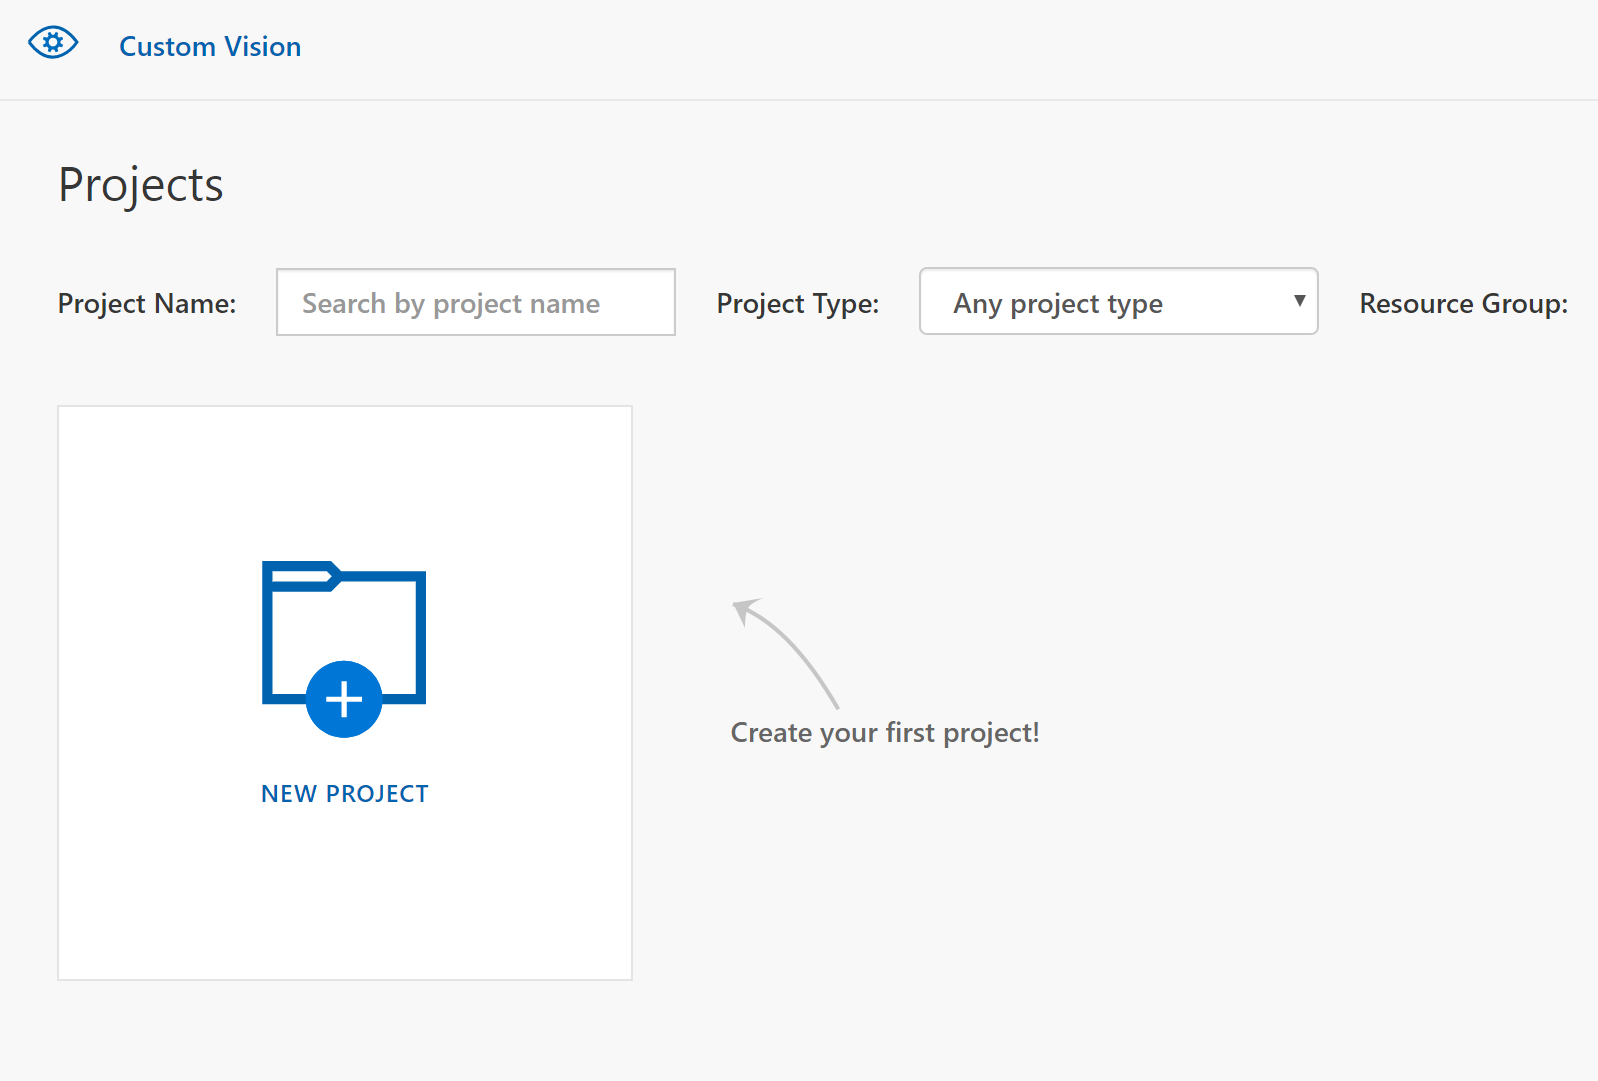 Custom Vision
Projects
Project Name: Search by project name Project Type: Any project type Resource Group:
Create your first project!
NEW PROJECT